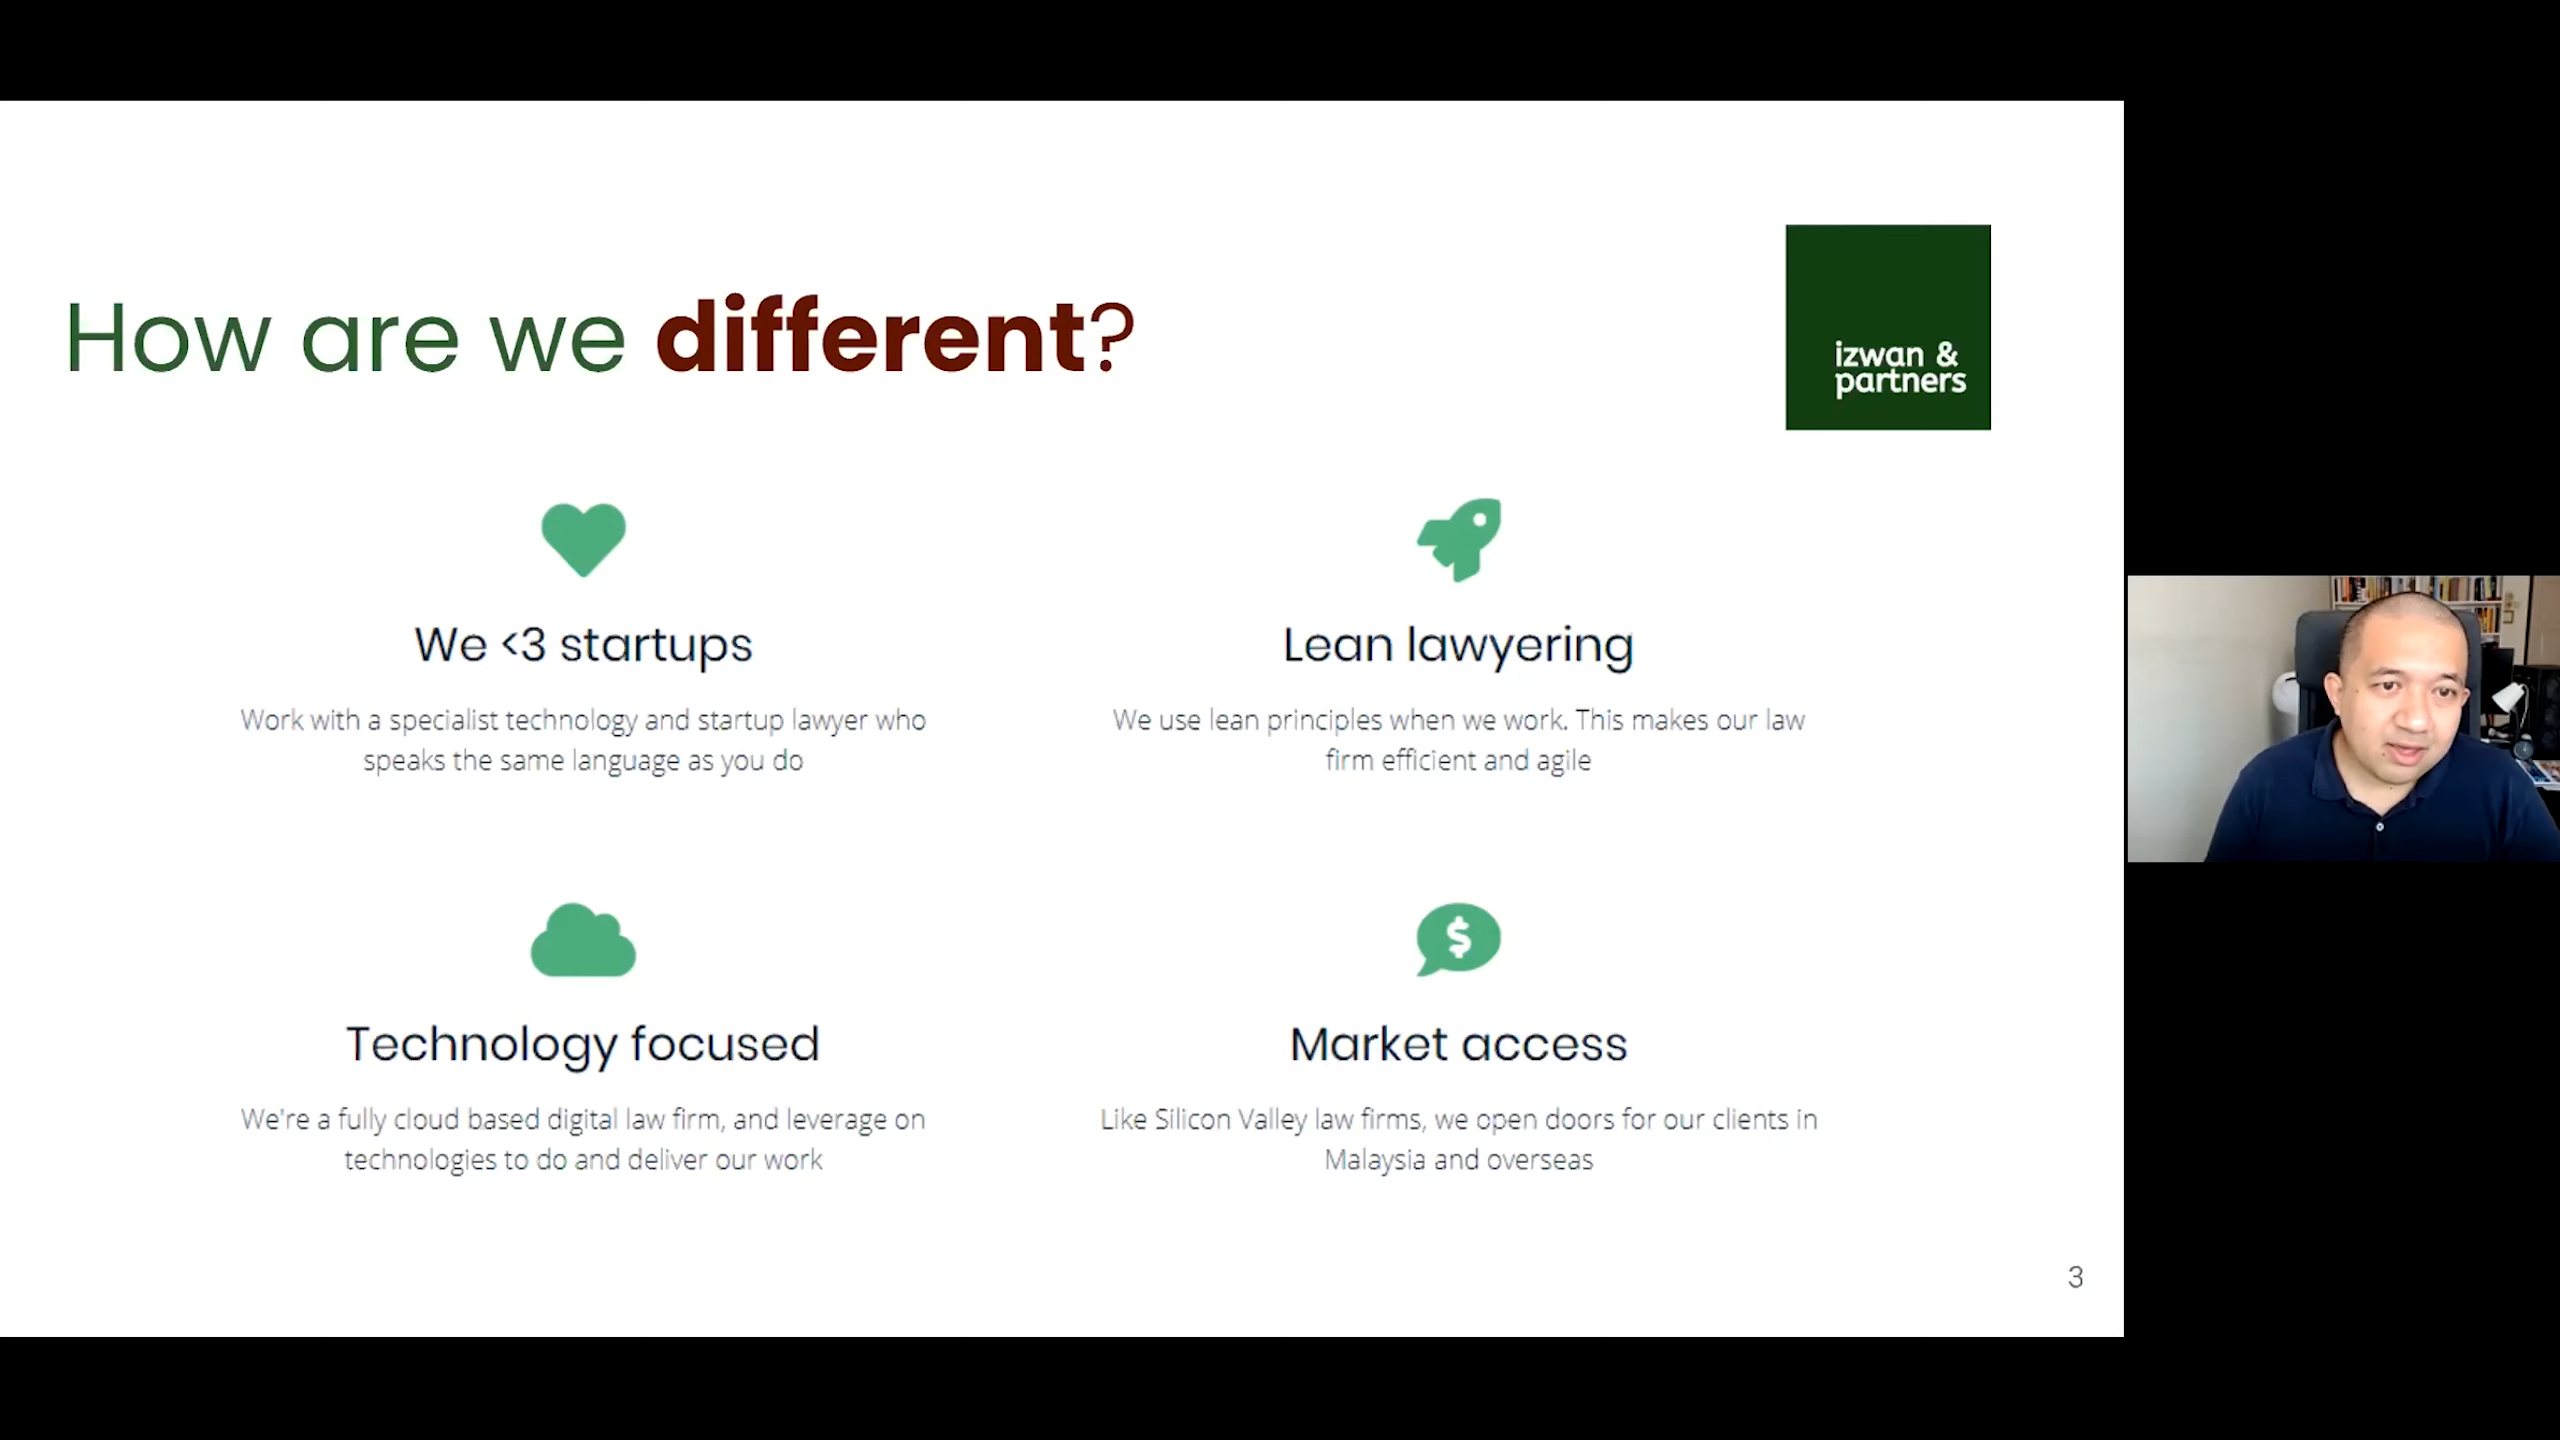 How are we different?
izwan &
partners
We <3 startups
Work with a specialist technology and startup lawyer who
speaks the same language as you do
Lean lawyering
We use lean principles when we work. This makes our law
firm efficient and agile
$
Technology focused
We're a fully cloud based digital law firm, and leverage on
technologies to do and deliver our work
Market access
Like Silicon Valley law firms, we open doors for our clients in
Malaysia and overseas
3